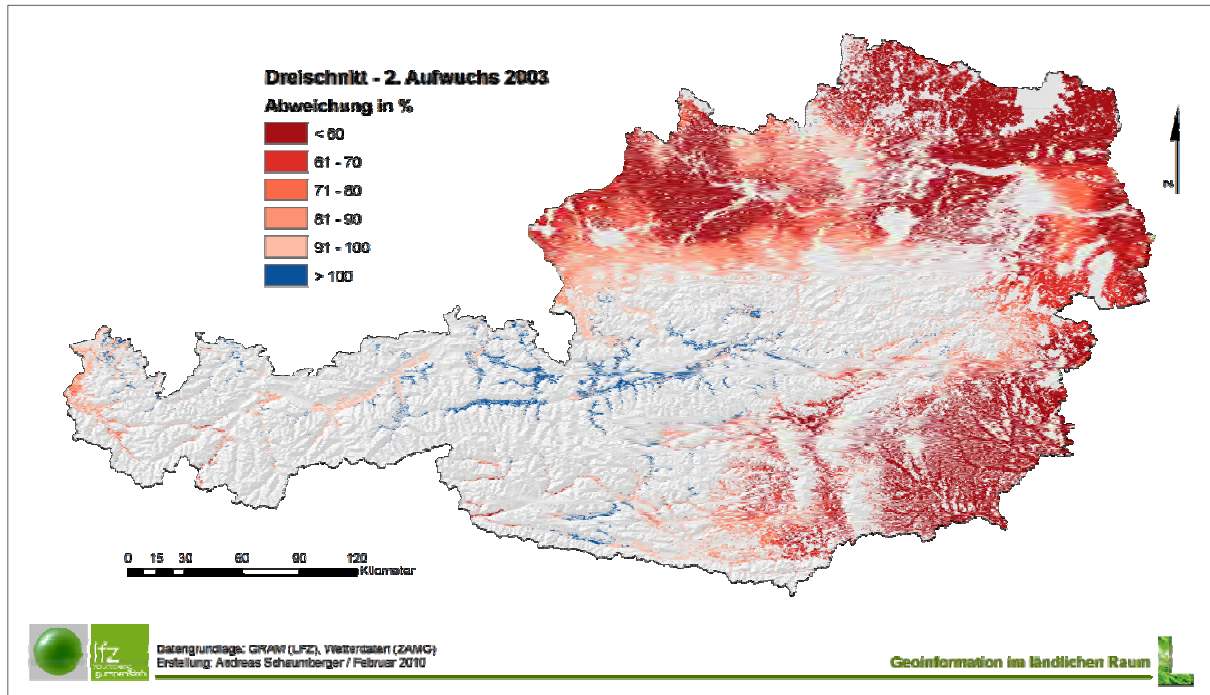 Dreischnitt - 2. Aufwuchs 2003
Abweichung in %
< 60
61 - 70
71 - 80
81 - 90
91 - 100
> 100
N
0 15 30 60 90 120
Kilometer
lfz
raumberg
gumpenstein
Datengrundlage: GRAM (LFZ), Wetterdaten (ZAMG)
Erstellung: Andreas Schaumberger / Februar 2010
Geoinformation im ländlichen Raum
L